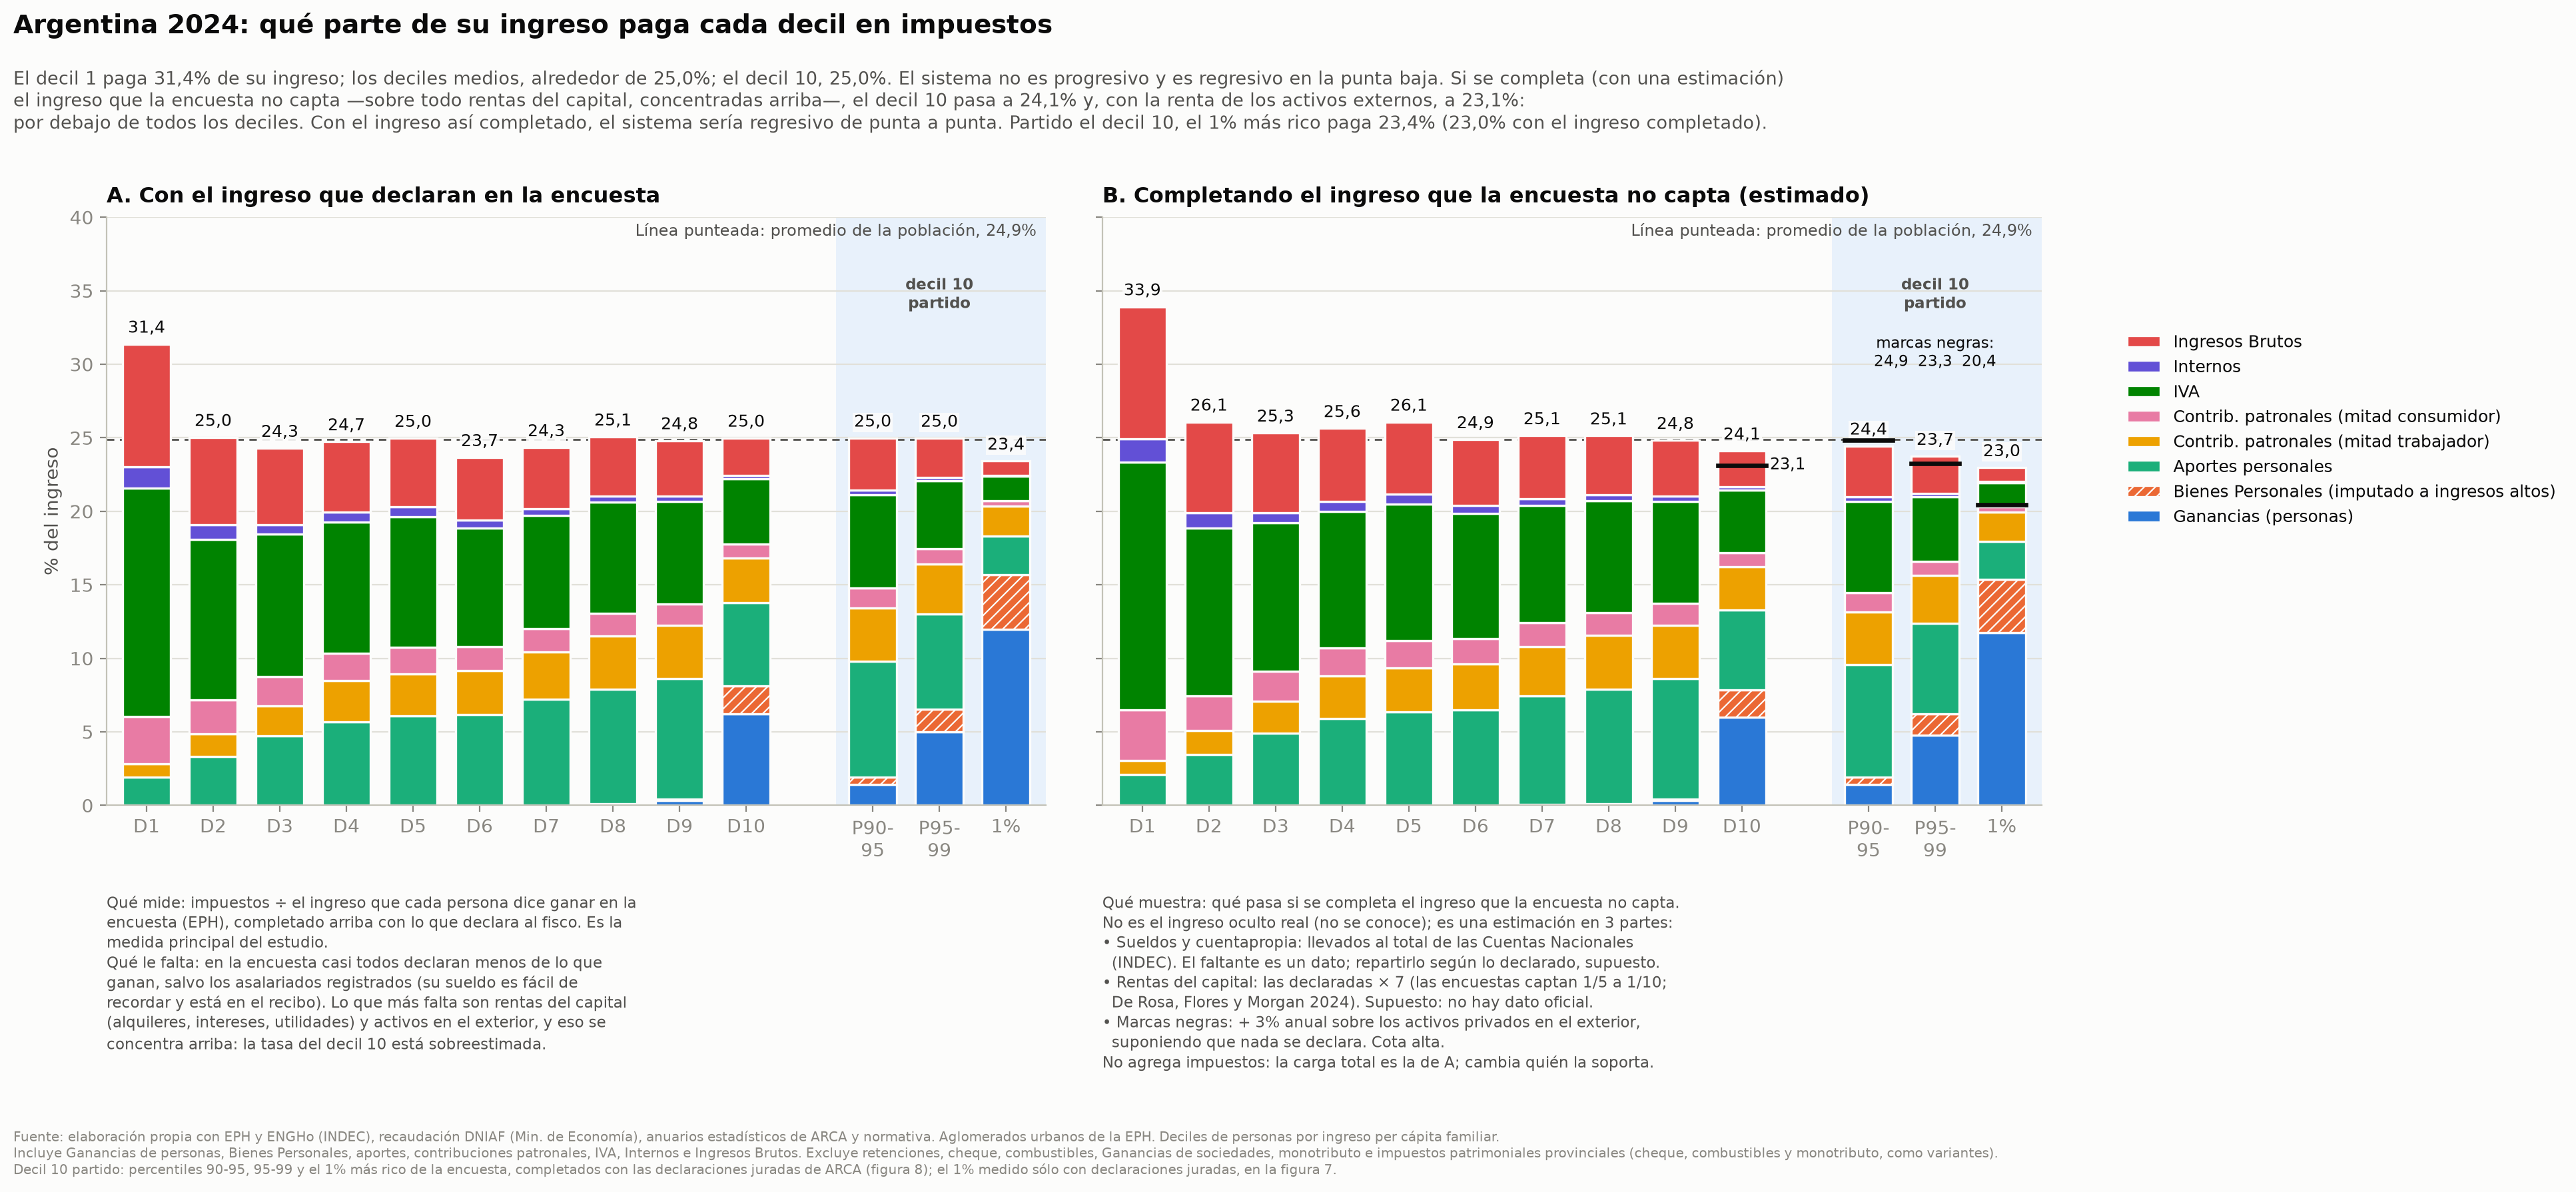 Argentina 2024: qué parte de su ingreso paga cada decil en impuestos
El decil 1 paga 31,4% de su ingreso; los deciles medios, alrededor de 25,0%; el decil 10, 25,0%. El sistema no es progresivo y es regresivo en la punta baja. Si se completa (con una estimación)
el ingreso que la encuesta no capta —sobre todo rentas del capital, concentradas arriba—, el decil 10 pasa a 24,1% y, con la renta de los activos externos, a 23,1%:
por debajo de todos los deciles. Con el ingreso así completado, el sistema sería regresivo de punta a punta. Partido el decil 10, el 1% más rico paga 23,4% (23,0% con el ingreso completado).
A. Con el ingreso que declaran en la encuesta
Línea punteada: promedio de la población, 24,9%
decil 10
partido
% del ingreso
40
35
30
25
20
15
10
5
0
31,4
25,0
24,3
24,7
25,0
23,7
24,3
25,1
24,8
25,0
25,0
25,0
23,4
D1
D2
D3
D4
D5
D6
D7
D8
D9
D10
P90-
95
P95-
99
1%
Qué mide: impuestos ÷ el ingreso que cada persona dice ganar en la
encuesta (EPH), completado arriba con lo que declara al fisco. Es la
medida principal del estudio.
Qué le falta: en la encuesta casi todos declaran menos de lo que
ganan, salvo los asalariados registrados (su sueldo es fácil de
recordar y está en el recibo). Lo que más falta son rentas del capital
(alquileres, intereses, utilidades) y activos en el exterior, y eso se
concentra arriba: la tasa del decil 10 está sobreestimada.
B. Completando el ingreso que la encuesta no capta (estimado)
Línea punteada: promedio de la población, 24,9%
decil 10
partido
marcas negras:
24,9 23,3 20,4
33,9
26,1
25,3
25,6
26,1
24,9
25,1
25,1
24,8
24,1
23,1
24,4
23,7
23,0
D1
D2
D3
D4
D5
D6
D7
D8
D9
D10
P90-
95
P95-
99
1%
Qué muestra: qué pasa si se completa el ingreso que la encuesta no capta.
No es el ingreso oculto real (no se conoce); es una estimación en 3 partes:
• Sueldos y cuentapropia: llevados al total de las Cuentas Nacionales
(INDEC). El faltante es un dato; repartirlo según lo declarado, supuesto.
• Rentas del capital: las declaradas × 7 (las encuestas captan 1/5 a 1/10;
De Rosa, Flores y Morgan 2024). Supuesto: no hay dato oficial.
• Marcas negras: + 3% anual sobre los activos privados en el exterior,
suponiendo que nada se declara. Cota alta.
No agrega impuestos: la carga total es la de A; cambia quién la soporta.
Ingresos Brutos
Internos
IVA
Contrib. patronales (mitad consumidor)
Contrib. patronales (mitad trabajador)
Aportes personales
Bienes Personales (imputado a ingresos altos)
Ganancias (personas)
Fuente: elaboración propia con EPH y ENGHo (INDEC), recaudación DNIAF (Min. de Economía), anuarios estadísticos de ARCA y normativa. Aglomerados urbanos de la EPH. Deciles de personas por ingreso per cápita familiar.
Incluye Ganancias de personas, Bienes Personales, aportes, contribuciones patronales, IVA, Internos e Ingresos Brutos. Excluye retenciones, cheque, combustibles, Ganancias de sociedades, monotributo e impuestos patrimoniales provinciales (cheque, combustibles y monotributo, como variantes).
Decil 10 partido: percentiles 90-95, 95-99 y el 1% más rico de la encuesta, completados con las declaraciones juradas de ARCA (figura 8); el 1% medido sólo con declaraciones juradas, en la figura 7.